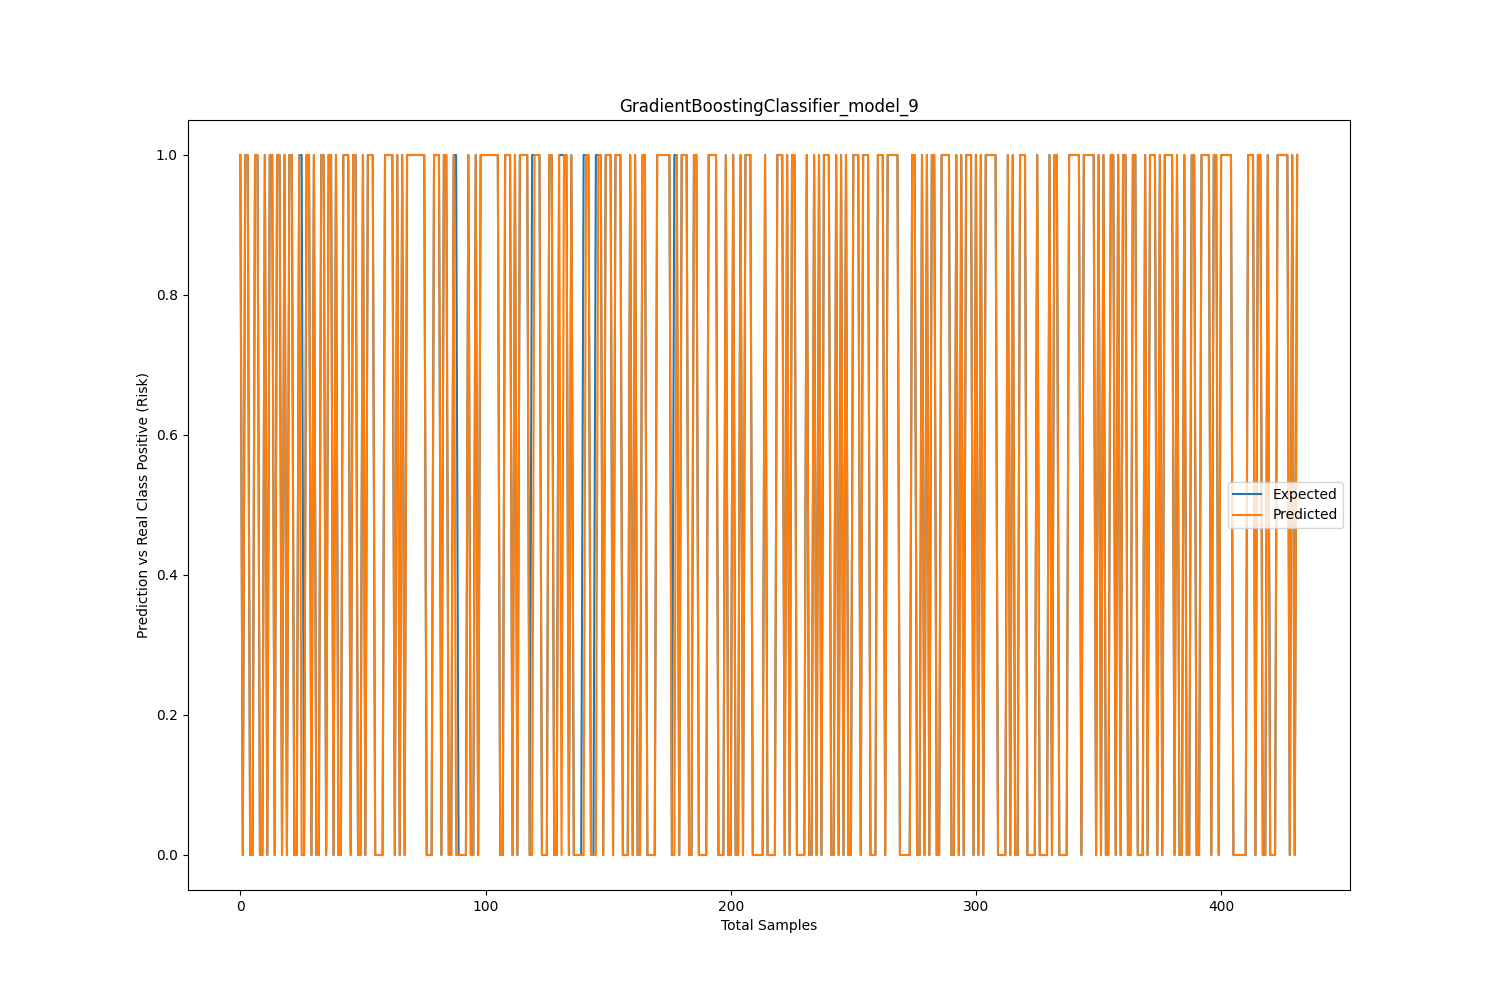 GradientBoostingClassifier_model_9
1.0
0.8
0.6
0.4
0.2
0.0
Prediction vs Real Class Positive (Risk)
Expected
Predicted
0
100
200
300
400
Total Samples